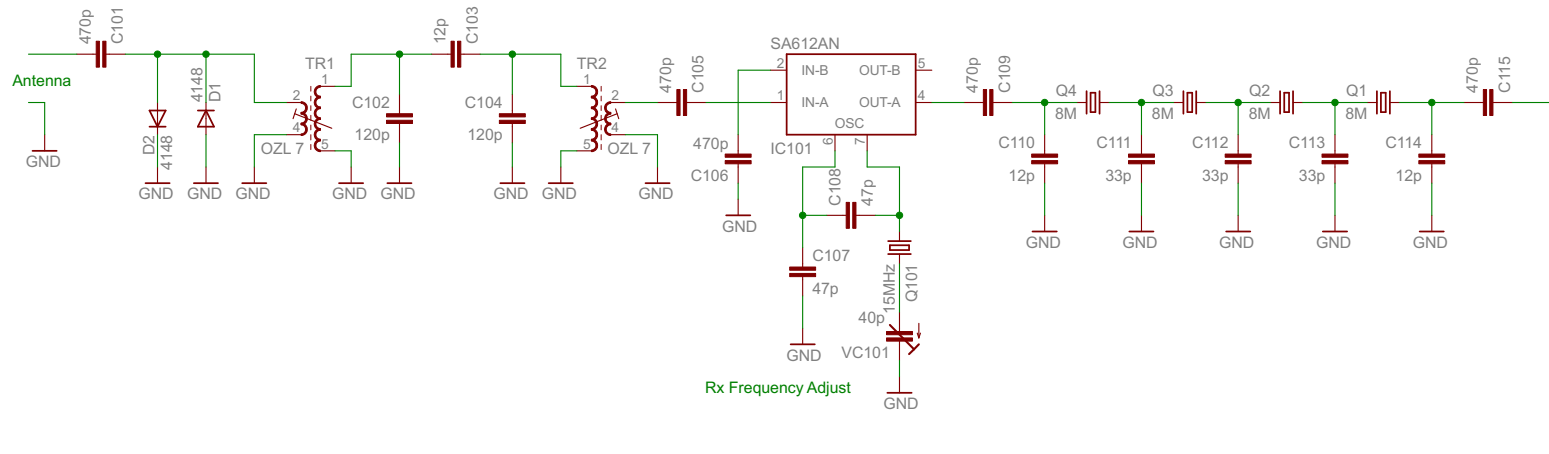 470p
C101
Antenna
GND
D2
4148
GND
4148
D1
GND
GND
TR1
2
1
4
5
OZL 7
GND
C102
120p
GND
12p
C103
C104
120p
GND
TR2
1
2
5
4
OZL 7
GND
GND
470p
C105
470p
C106
GND
SA612AN
2
IN-B
OUT-B
5
1
IN-A
OUT-A
4
OSC
6
7
IC101
C108
47p
C107
47p
GND
15MHz
Q101
40p
VC101
GND
Rx Frequency Adjust
470p
C109
Q4
8M
Q3
8M
Q2
8M
Q1
8M
C110
12p
GND
C111
33p
GND
C112
33p
GND
C113
33p
GND
C114
12p
GND
470p
C115